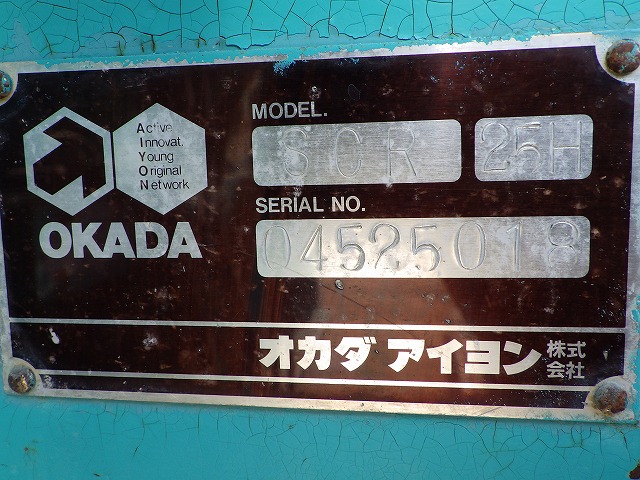 Active
Innovat.
Young
Original
Network
OKADA
MODEL.
SCR 25H
SERIAL NO.
04525018
オカダ アイヨン 株式
会社